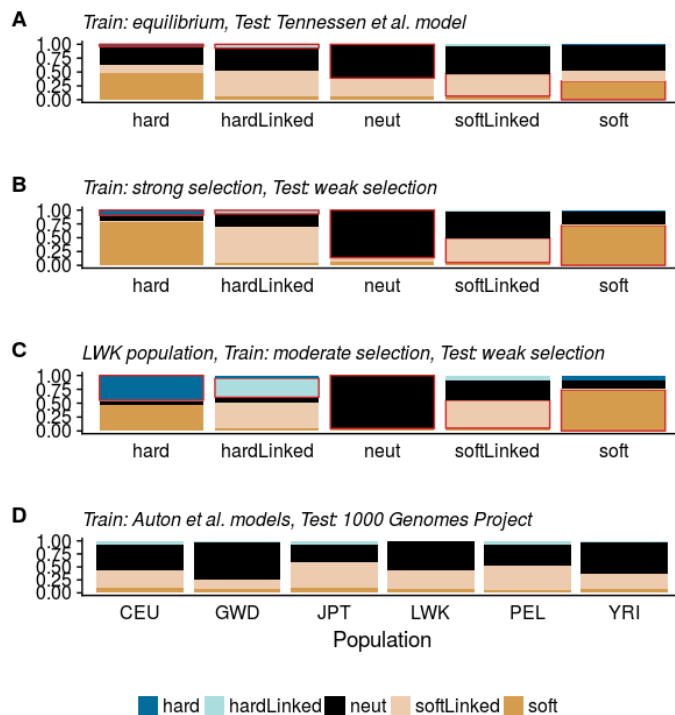 A
Train: equilibrium, Test: Tennessen et al. model
1.00
0.75
0.50
0.25
0.00
hard hardLinked neut softLinked soft
B
Train: strong selection, Test: weak selection
1.00
0.75
0.50
0.25
0.00
hard hardLinked neut softLinked soft
C
LWK population, Train: moderate selection, Test: weak selection
1.00
0.75
0.50
0.25
0.00
hard hardLinked neut softLinked soft
D
Train: Auton et al. models, Test: 1000 Genomes Project
1.00
0.75
0.50
0.25
0.00
CEU GWD JPT LWK PEL YRI
Population
hard hardLinked neut softLinked soft